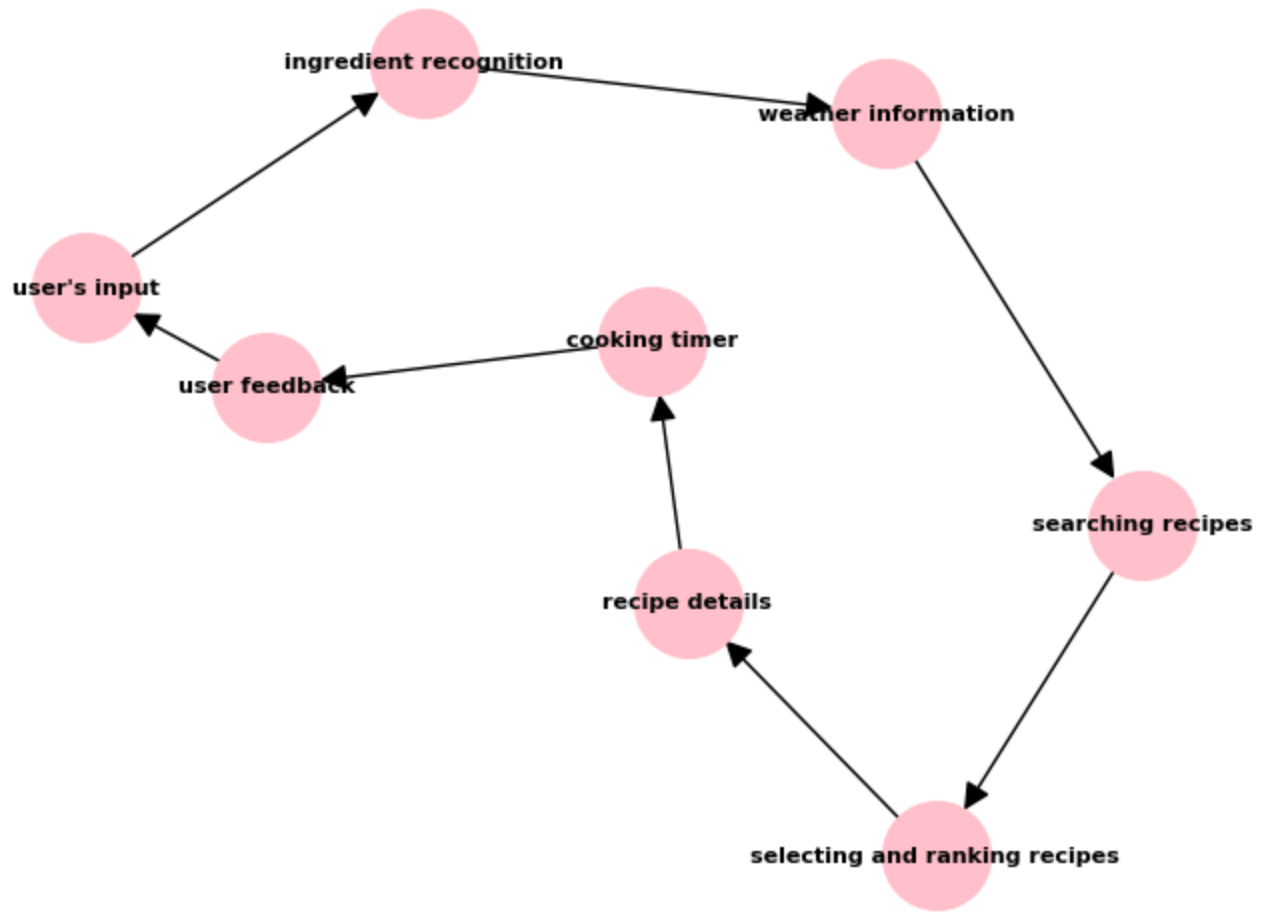 ingredient recognition
weather information
user's input
cooking timer
user feedback
searching recipes
recipe details
selecting and ranking recipes